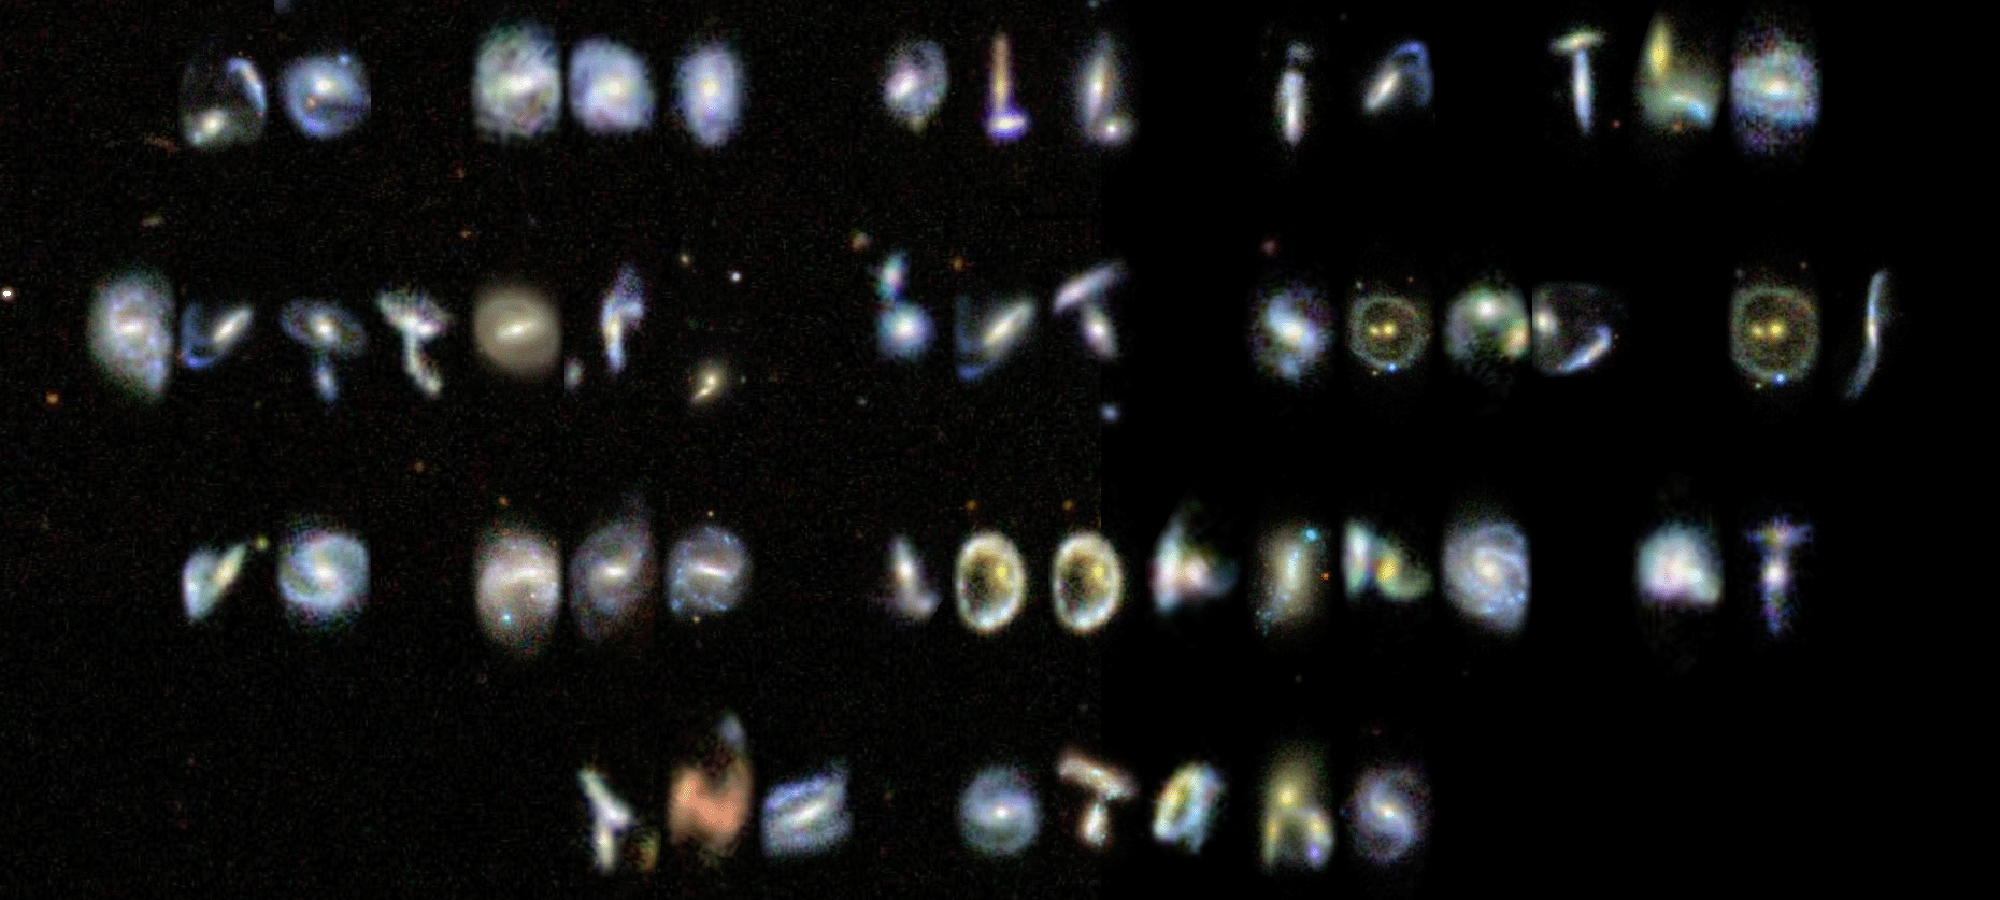 we are all in the
gutter, but some of
us are looking at
the stars